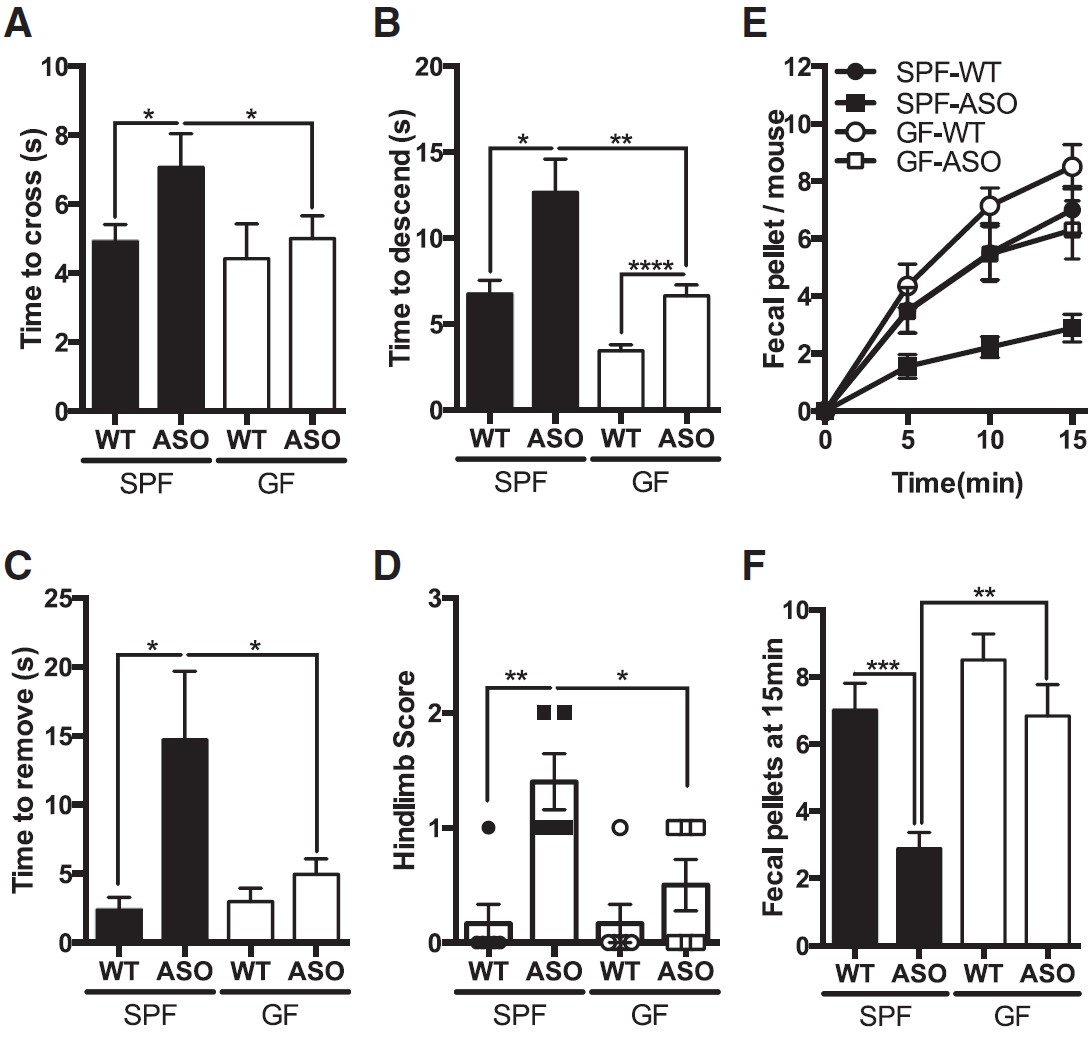 A
Time to cross (s)
10
8
6
4
2
0
*
*
WT ASO WT ASO
SPF GF
B
Time to descend (s)
20
15
10
5
0
*
**
****
WT ASO WT ASO
SPF GF
E
Fecal pellet / mouse
12
10
8
6
4
2
0
SPF-WT
SPF-ASO
GF-WT
GF-ASO
0 5 10 15
Time(min)
C
Time to remove (s)
25
20
15
10
5
0
*
*
WT ASO WT ASO
SPF GF
D
Hindlimb Score
3
2
1
0
**
*
WT ASO WT ASO
SPF GF
F
Fecal pellets at 15min
10
8
6
4
2
0
**
***
WT ASO WT ASO
SPF GF